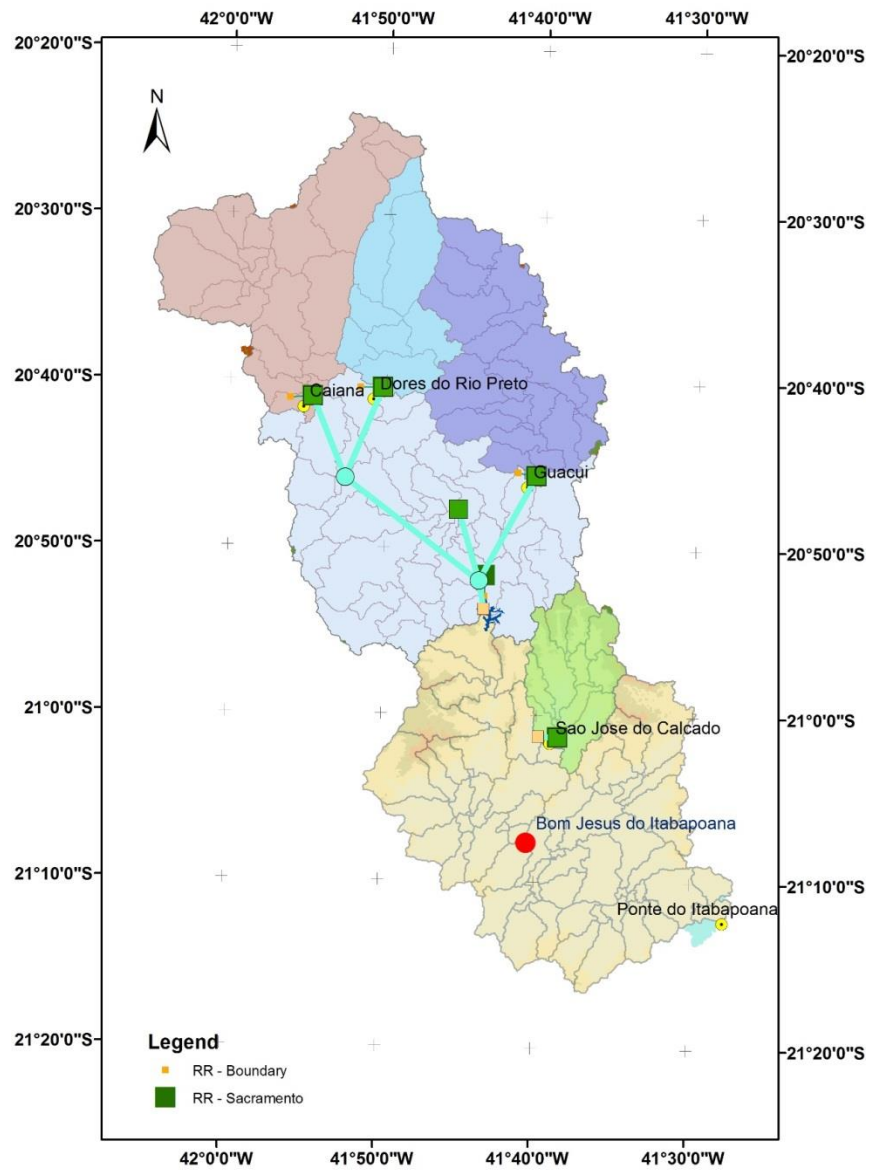 42°0'0"W 41°50'0"W 41°40'0"W 41°30'0"W
20°20'0"S 20°20'0"S
N
20°30'0"S 20°30'0"S
20°40'0"S 20°40'0"S
Caiana Dores do Rio Preto
Guacui
20°50'0"S 20°50'0"S
21°0'0"S 21°0'0"S
Sao Jose do Calcado
Bom Jesus do Itabapoana
21°10'0"S 21°10'0"S
Ponte do Itabapoana
21°20'0"S 21°20'0"S
Legend
RR - Boundary
RR - Sacramento
42°0'0"W 41°50'0"W 41°40'0"W 41°30'0"W